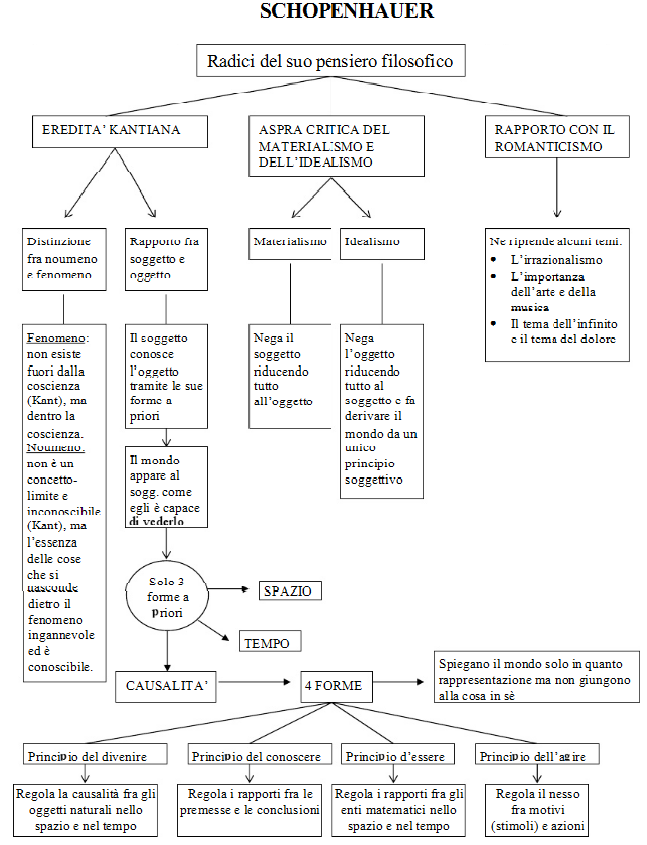 SCHOPENHAUER
Radici del suo pensiero filosofico
EREDITA' KANTIANA
ASPRA CRITICA DEL
MATERIALISMO E
DELL'IDEALISMO
RAPPORTO CON IL
ROMANTICISMO
Distinzione
fra noumeno
e fenomeno
Rapporto fra
soggetto e
oggetto
Materialismo
Idealismo
Ne riprende alcuni temi:
• L'irrazionalismo
• L'importanza
dell'arte e della
musica
• Il tema dell'infinito
e il tema del dolore
Fenomeno:
non esiste
fuori dalla
coscienza
(Kant), ma
dentro la
coscienza.
Noumeno:
non è un
concetto-
limite e
inconoscibile
(Kant), ma
l'essenza
delle cose
che si
nasconde
dietro il
fenomeno
ingannevole
ed è
conoscibile.
Il soggetto
conosce
l'oggetto
tramite le sue
forme a
priori
Nega il
soggetto
riducendo
tutto
all'oggetto
Nega
l'oggetto
riducendo
tutto al
soggetto e fa
derivare il
mondo da un
unico
principio
soggettivo
Il mondo
appare al
sogg. come
egli è capace
di vederlo
Solo 3
forme a
priori
SPAZIO
TEMPO
CAUSALITA'
4 FORME
Spiegano il mondo solo in quanto
rappresentazione ma non giungono
alla cosa in sè
Principio del divenire
Principio del conoscere
Principio d'essere
Principio dell'agire
Regola la causalità fra gli
oggetti naturali nello
spazio e nel tempo
Regola i rapporti fra le
premesse e le conclusioni
Regola i rapporti fra gli
enti matematici nello
spazio e nel tempo
Regola il nesso
fra motivi
(stimoli) e azioni